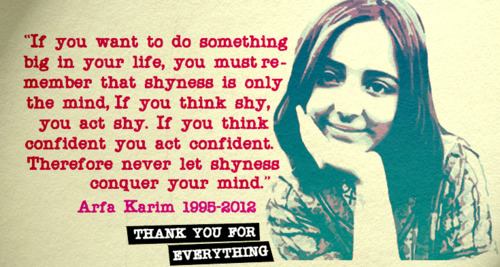 "If you want to do something
big in your life, you must re-
member that shyness is only
the mind, If you think shy,
you act shy. If you think
confident you act confident.
Therefore never let shyness
conquer your mind."
Arfa Karim 1995-2012
THANK YOU FOR
EVERYTHING